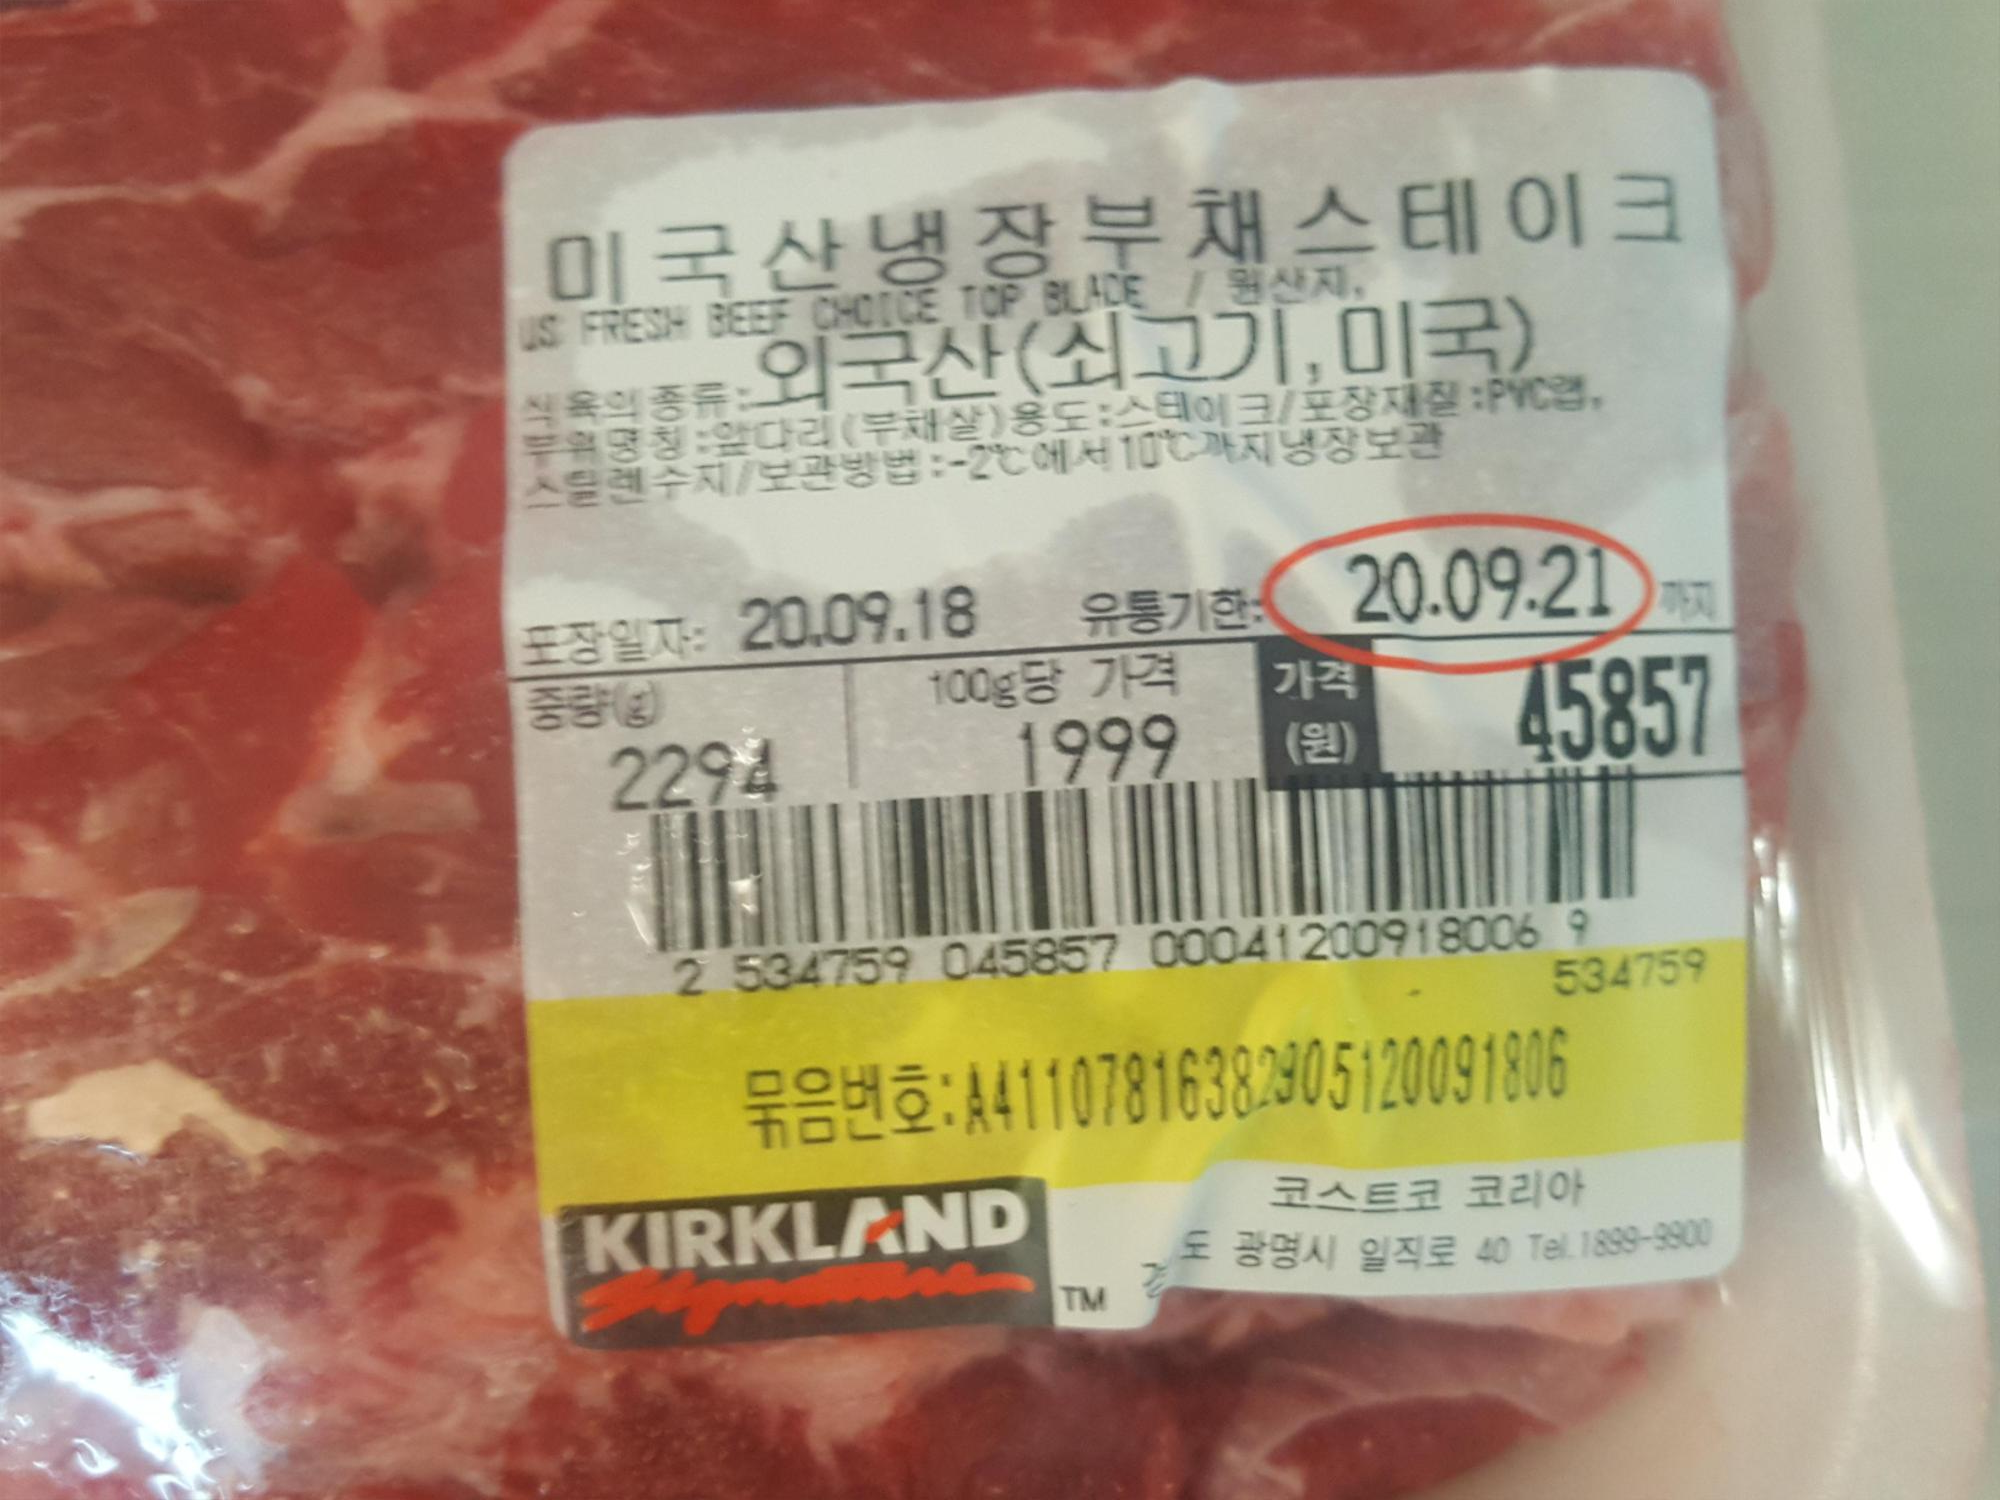 미국산냉장부채스테이크
US FRESH BEEF CHOICE TOP BLADE / 원산지,
식육의종류:외국산(쇠고기,미국)
부위명칭:앞다리(부채살)용도:스테이크/포장재질:PVC랩,
스틸렌수지/보관방법:-2℃에서10℃까지냉장보관
포장일자: 20.09.18 유통기한: 20.09.21 까지
중량(g) 100g당 가격 가격(원) 45857
2294 1999
2 534759 045857 000412009180069
534759
묶음번호:A41107816382905120091806
KIRKLAND
Signature TM
코스트코 코리아
도 광명시 일직로 40 Tel.1899-9900